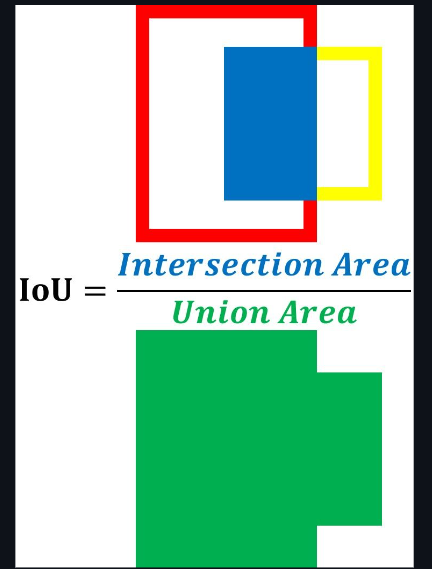 Intersection Area
IoU =
Union Area